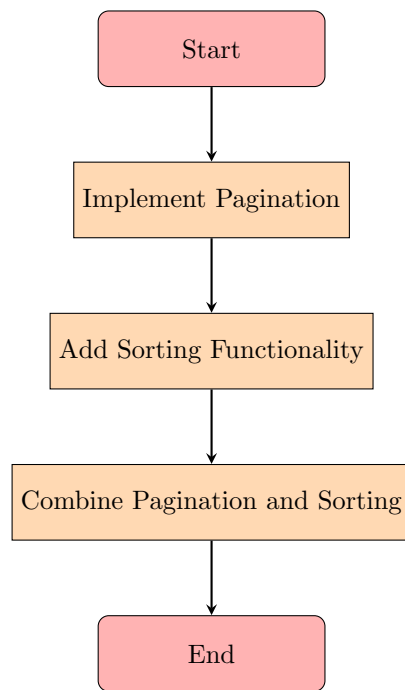 Start
Implement Pagination
Add Sorting Functionality
Combine Pagination and Sorting
End